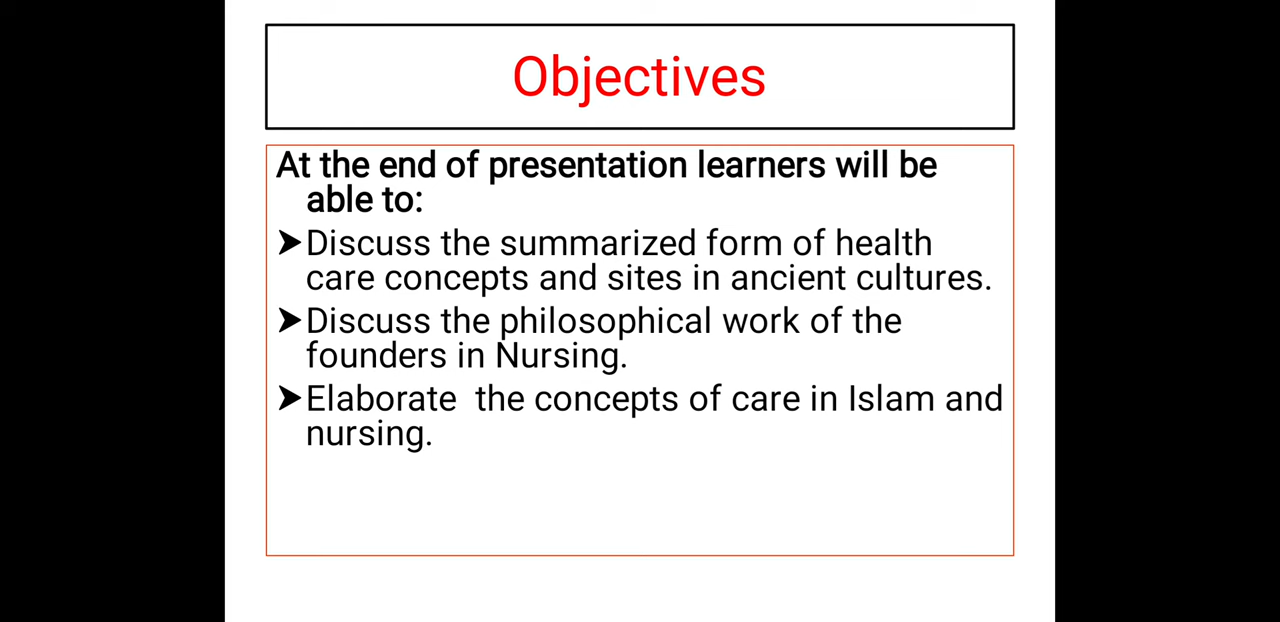 Objectives
At the end of presentation learners will be
able to:
➤Discuss the summarized form of health
care concepts and sites in ancient cultures.
➤Discuss the philosophical work of the
founders in Nursing.
➤Elaborate  the concepts of care in Islam and
nursing.